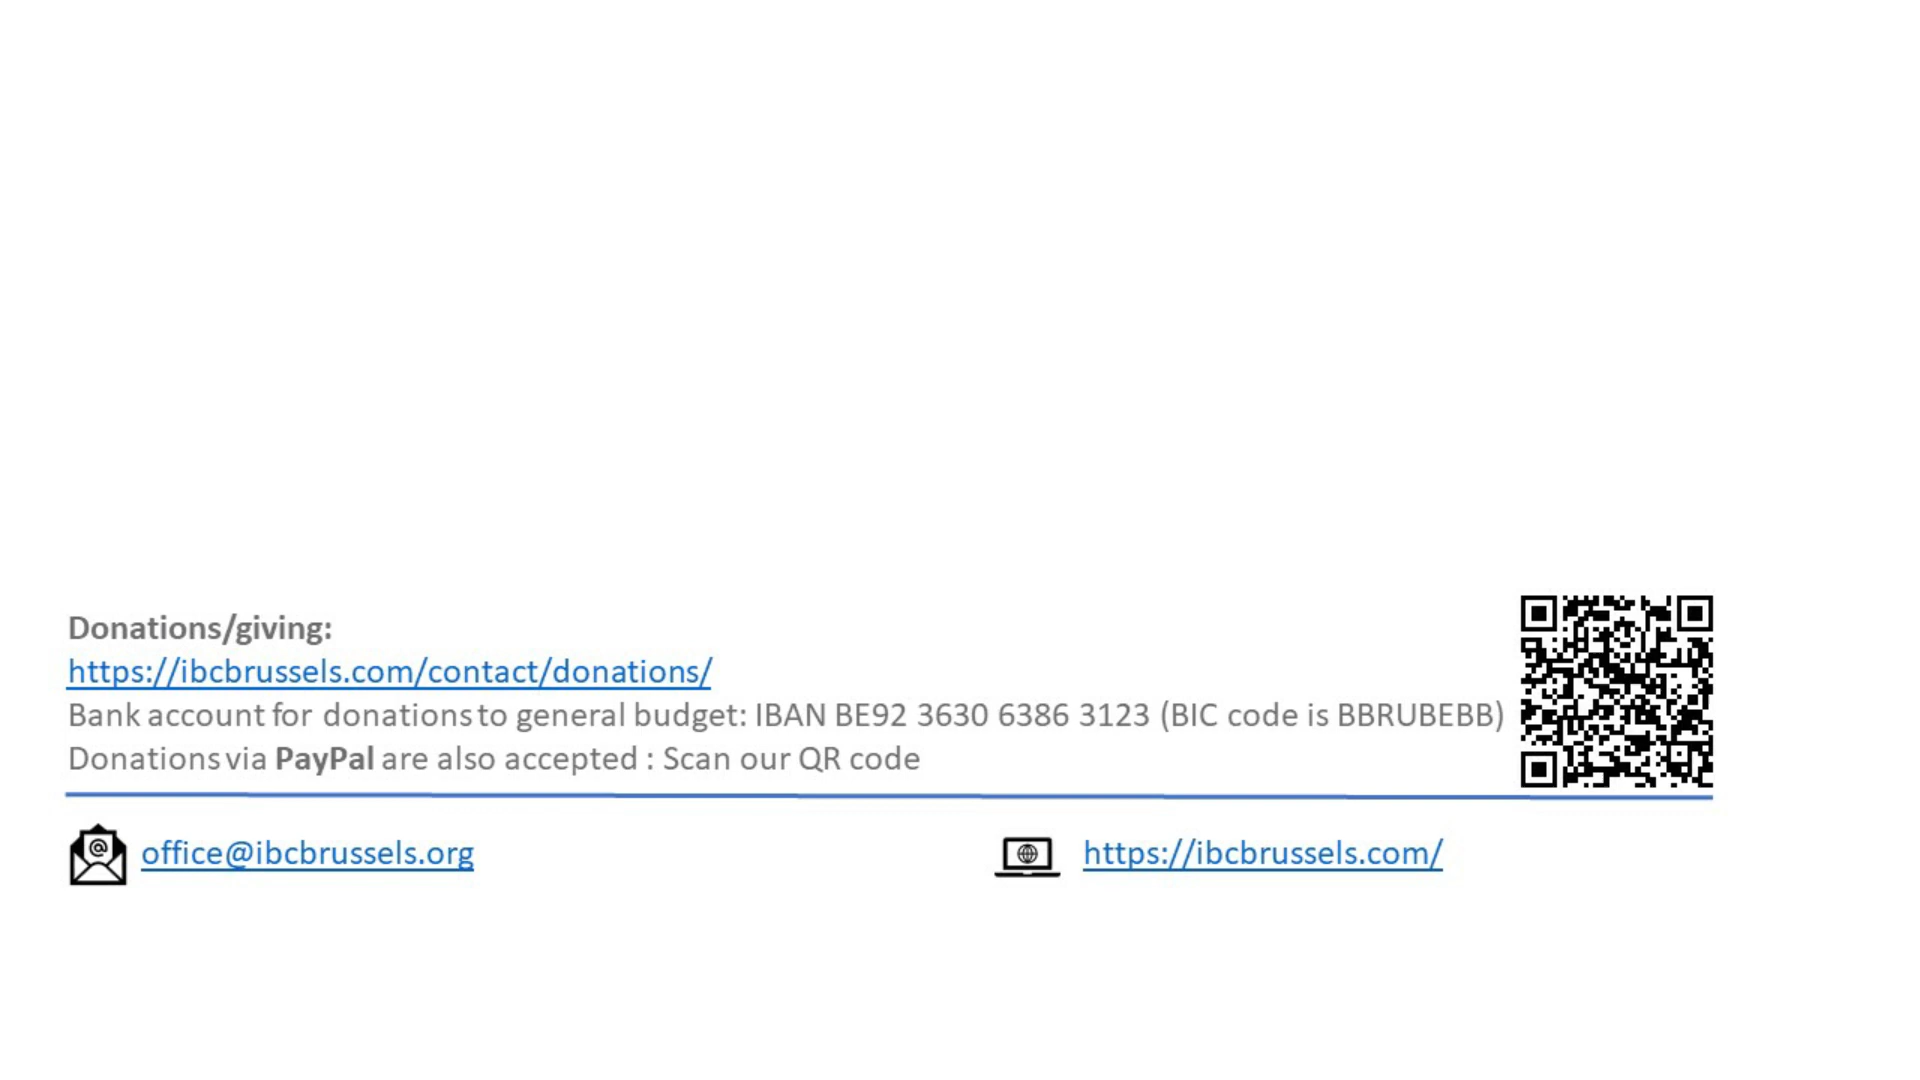 Donations/giving:
https://ibcbrussels.com/contact/donations/
Bank account for donations to general budget: IBAN BE92 3630 6386 3123 (BIC code is BBRUBEBB)
Donations via PayPal are also accepted : Scan our QR code
office@ibcbrussels.org
https://ibcbrussels.com/